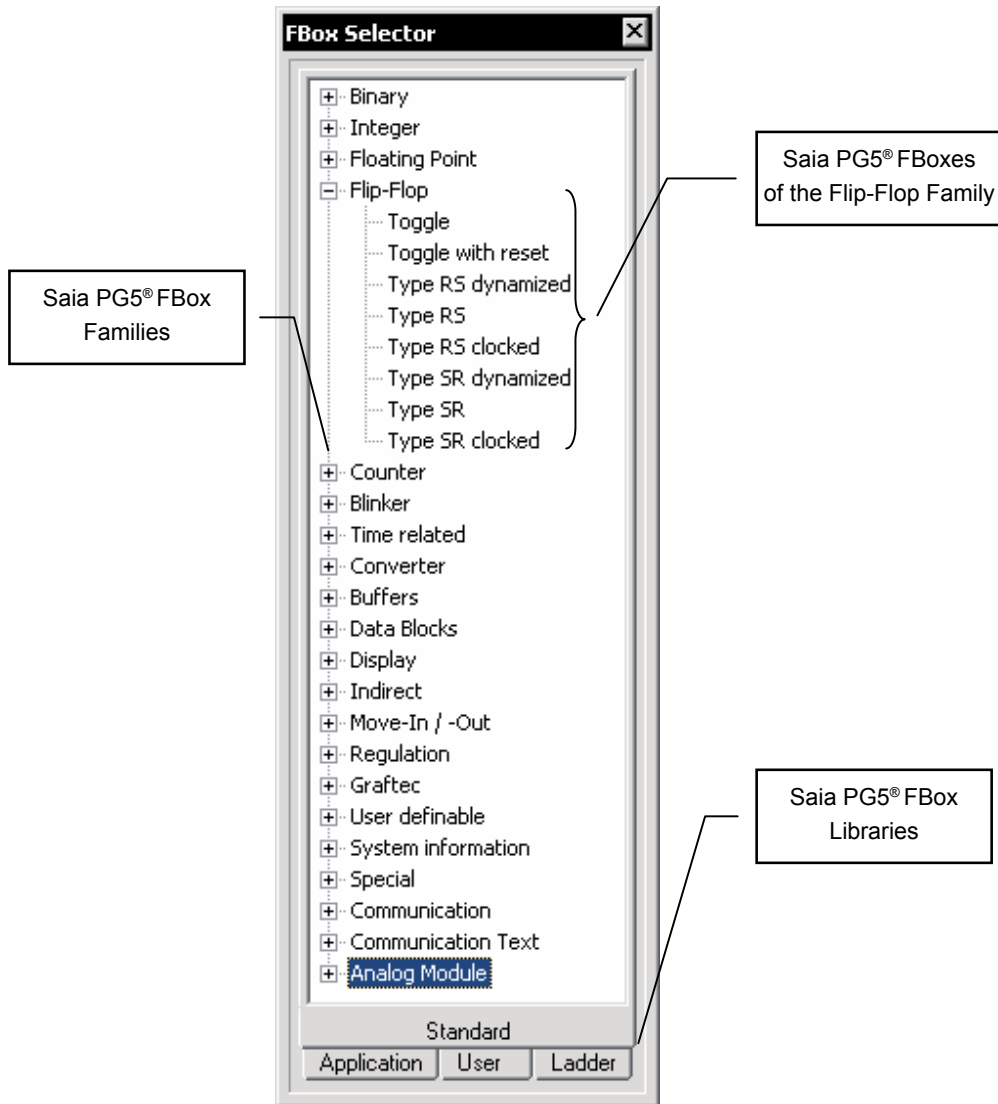 FBox Selector
Binary
Integer
Floating Point
Flip-Flop
Toggle
Toggle with reset
Type RS dynamized
Type RS
Type RS clocked
Type SR dynamized
Type SR
Type SR clocked
Counter
Blinker
Time related
Converter
Buffers
Data Blocks
Display
Indirect
Move-In / -Out
Regulation
Graftec
User definable
System information
Special
Communication
Communication Text
Analog Module
Standard
Application User Ladder
Saia PG5® FBox
Families
Saia PG5® FBoxes
of the Flip-Flop Family
Saia PG5® FBox
Libraries